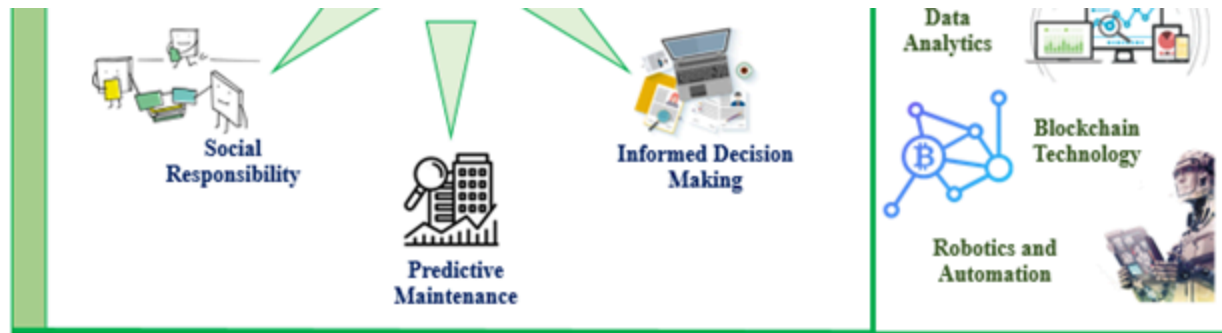 Social
Responsibility
Predictive
Maintenance
Informed Decision
Making
Data
Analytics
Blockchain
Technology
Robotics and
Automation